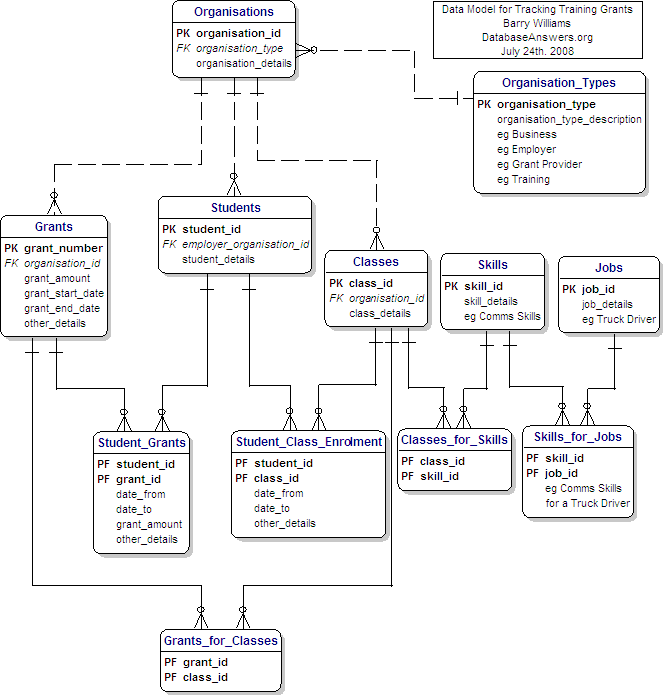 Organisations
PK organisation_id
FK organisation_type
organisation_details
Data Model for Tracking Training Grants
Barry Williams
DatabaseAnswers.org
July 24th. 2008
Organisation_Types
PK organisation_type
organisation_type_description
eg Business
eg Employer
eg Grant Provider
eg Training
Grants
PK grant_number
FK organisation_id
grant_amount
grant_start_date
grant_end_date
other_details
Students
PK student_id
FK employer_organisation_id
student_details
Classes
PK class_id
FK organisation_id
class_details
Skills
PK skill_id
skill_details
eg Comms Skills
Jobs
PK job_id
job_details
eg Truck Driver
Student_Grants
PF student_id
PF grant_id
date_from
date_to
grant_amount
other_details
Student_Class_Enrolment
PF student_id
PF class_id
date_from
date_to
other_details
Classes_for_Skills
PF class_id
PF skill_id
Skills_for_Jobs
PF skill_id
PF job_id
eg Comms Skills
for a Truck Driver
Grants_for_Classes
PF grant_id
PF class_id